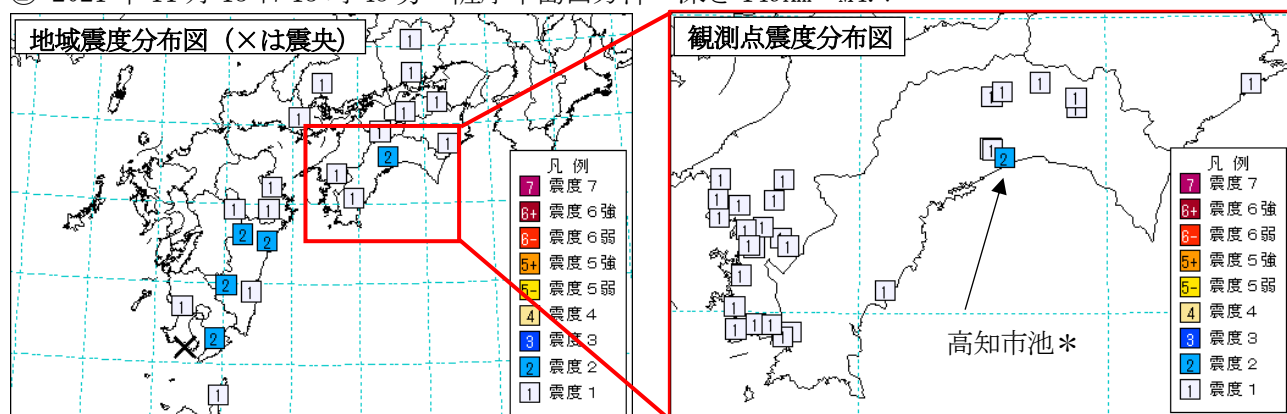 地域震度分布図（×は震央）
観測点震度分布図
凡 例
7 震度７
6+ 震度６強
6- 震度６弱
5+ 震度５強
5- 震度５弱
4 震度４
3 震度３
2 震度２
1 震度１
凡 例
7 震度７
6+ 震度６強
6- 震度６弱
5+ 震度５強
5- 震度５弱
4 震度４
3 震度３
2 震度２
1 震度１
高知市池＊